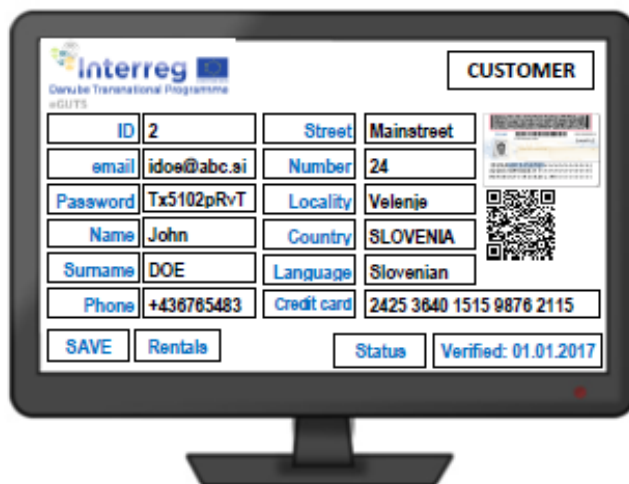 Interreg
Danube Transnational Programme
eGUTS
CUSTOMER
ID 2 Street Mainstreet
email idoe@abc.si Number 24
Password Tx5102pRvT Locality Velenje
Name John Country SLOVENIA
Surname DOE Language Slovenian
Phone +436765483 Credit card 2425 3640 1515 9876 2115
SAVE Rentals Status Verified: 01.01.2017